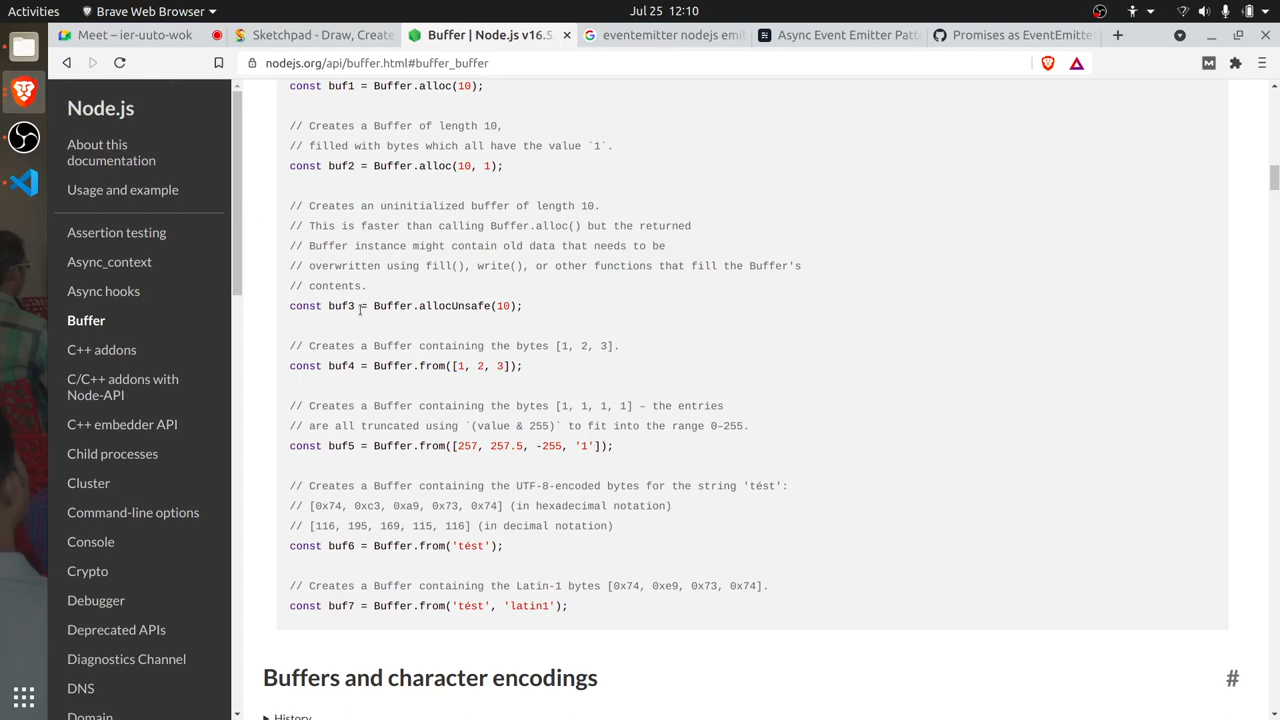 Activities
Brave Web Browser
Jul 25 12:10
Meet – ier-uuto-wok
Sketchpad - Draw, Create
Buffer | Node.js v16.5.
eventemitter nodejs emit
Async Event Emitter Patt
Promises as EventEmitter
nodejs.org/api/buffer.html#buffer_buffer
Node.js
About this
documentation
Usage and example
Assertion testing
Async_context
Async hooks
Buffer
C++ addons
C/C++ addons with
Node-API
C++ embedder API
Child processes
Cluster
Command-line options
Console
Crypto
Debugger
Deprecated APIs
Diagnostics Channel
DNS
Domain
const buf1 = Buffer.alloc(10);
// Creates a Buffer of length 10,
// filled with bytes which all have the value `1`.
const buf2 = Buffer.alloc(10, 1);
// Creates an uninitialized buffer of length 10.
// This is faster than calling Buffer.alloc() but the returned
// Buffer instance might contain old data that needs to be
// overwritten using fill(), write(), or other functions that fill the Buffer's
// contents.
const buf3 = Buffer.allocUnsafe(10);
// Creates a Buffer containing the bytes [1, 2, 3].
const buf4 = Buffer.from([1, 2, 3]);
// Creates a Buffer containing the bytes [1, 1, 1, 1] – the entries
// are all truncated using `(value & 255)` to fit into the range 0–255.
const buf5 = Buffer.from([257, 257.5, -255, '1']);
// Creates a Buffer containing the UTF-8-encoded bytes for the string 'tést':
// [0x74, 0xc3, 0xa9, 0x73, 0x74] (in hexadecimal notation)
// [116, 195, 169, 115, 116] (in decimal notation)
const buf6 = Buffer.from('tést');
// Creates a Buffer containing the Latin-1 bytes [0x74, 0xe9, 0x73, 0x74].
const buf7 = Buffer.from('tést', 'latin1');
Buffers and character encodings
#
History